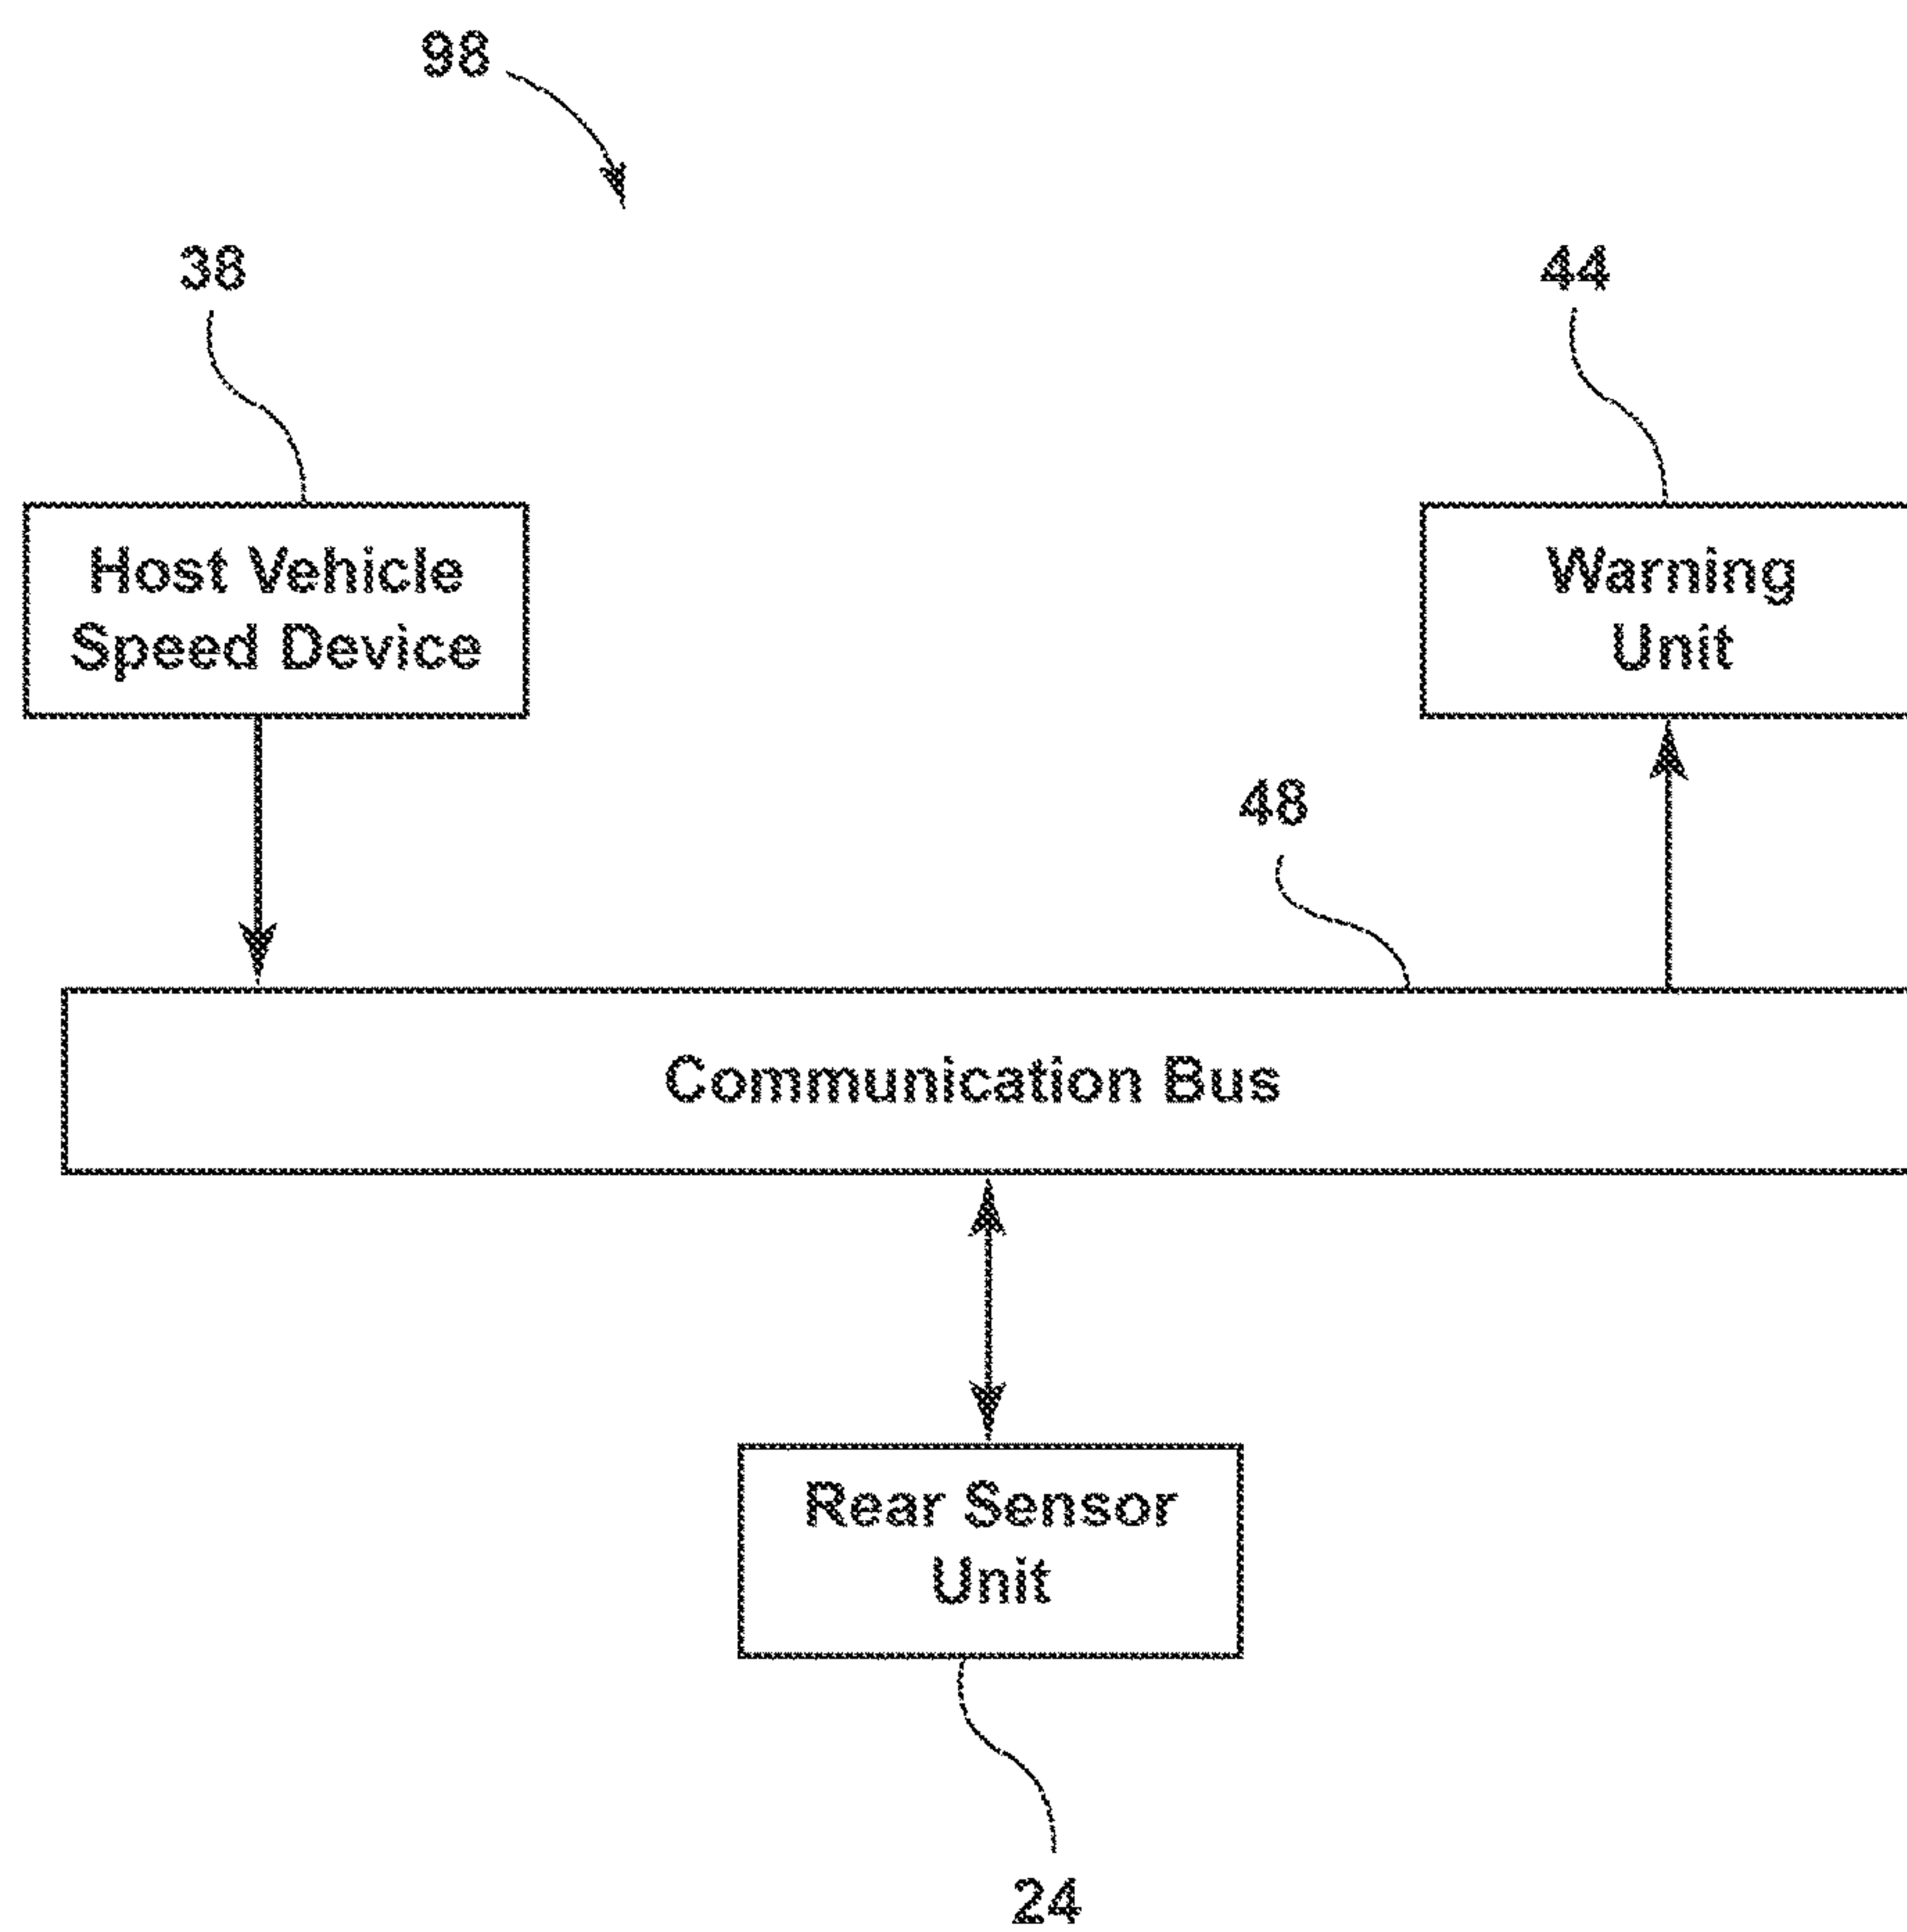 98
38
44
Host Vehicle
Speed Device
Warning
Unit
48
Communication Bus
Rear Sensor
Unit
24